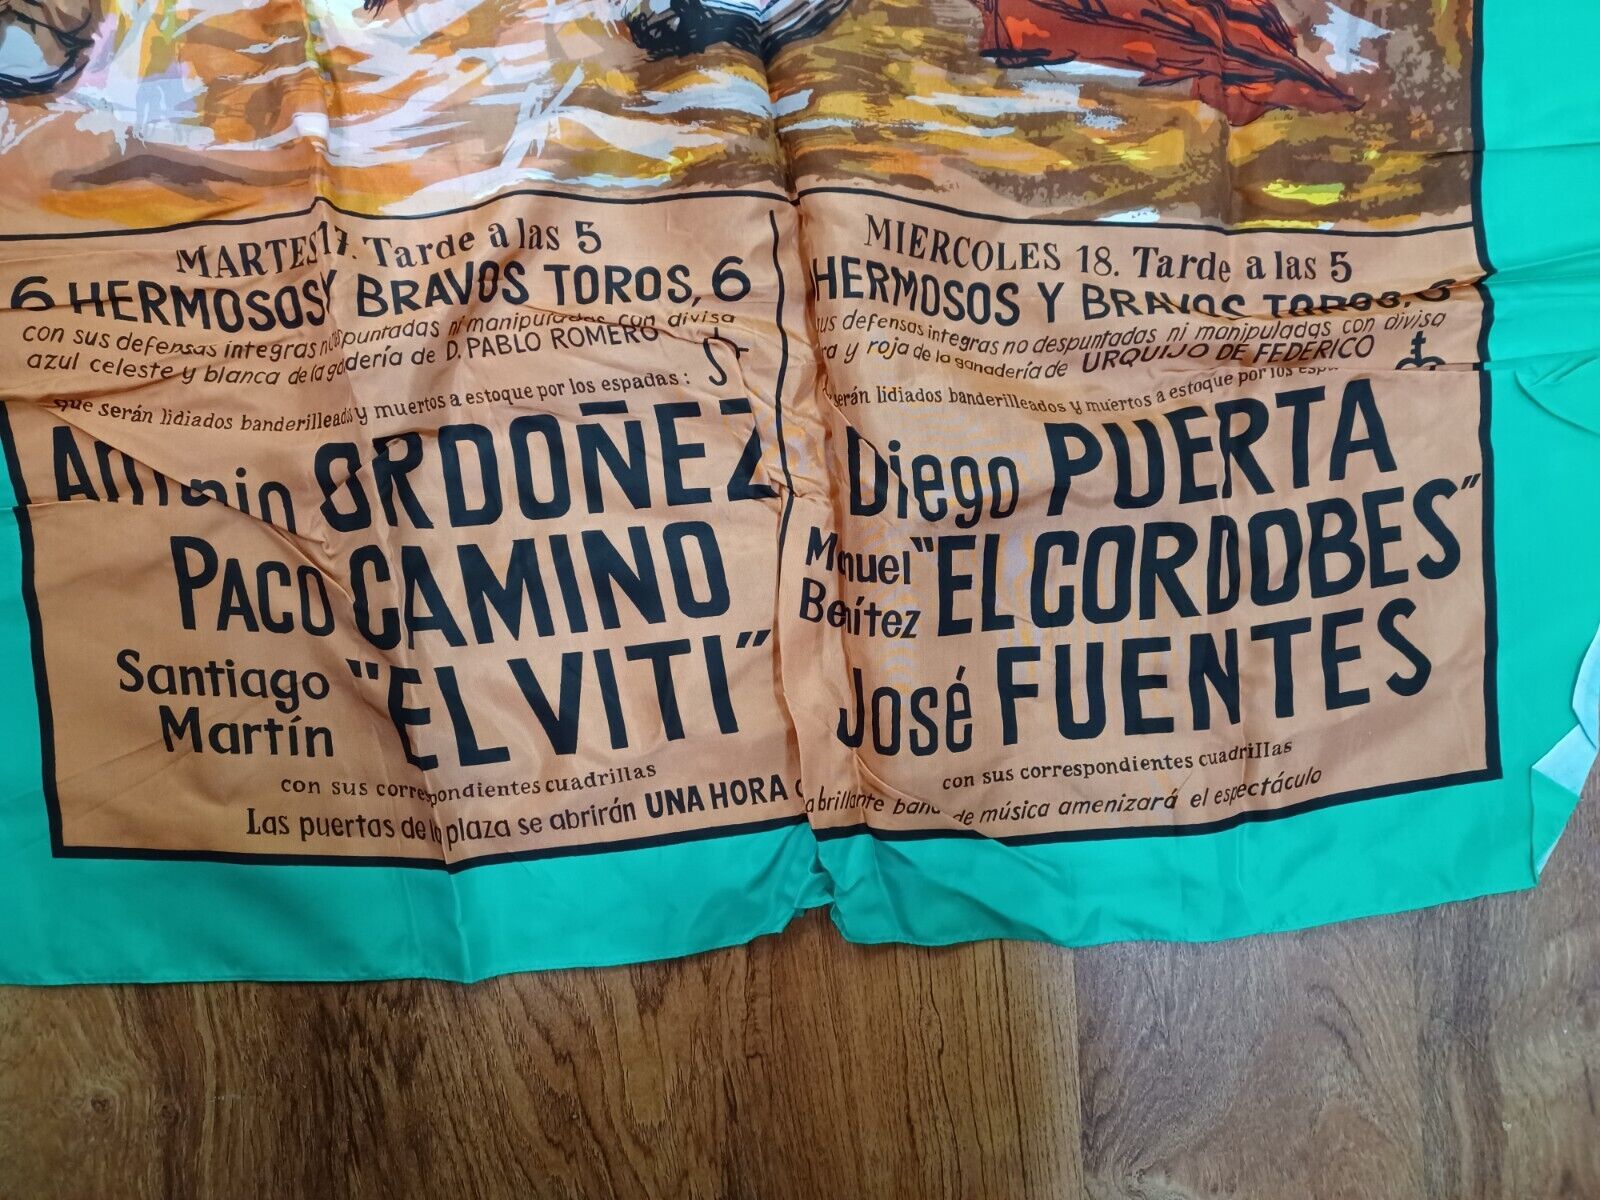 MARTES 17. Tarde a las 5
6 HERMOSOS Y BRAVOS TOROS, 6
con sus defensas integras puntadas ni manipuladas con divisa
azul celeste y blanca de la ganadería de D. PABLO ROMERO
que serán lidiados banderilleados y muertos a estoque por los espadas:
Antonio ORDOÑEZ
PACO CAMINO
Santiago Martín "EL VITI"
con sus correspondientes cuadrillas
Las puertas de la plaza se abrirán UNA HORA
MIERCOLES 18. Tarde a las 5
HERMOSOS Y BRAVOS TOROS, 6
sus defensas integras no despuntadas ni manipuladas con divisa
y roja de la ganadería de URQUIJO DE FEDERICO
serán lidiados banderilleados y muertos a estoque por los
Diego PUERTA
Manuel Benítez "EL CORDOBES"
José FUENTES
con sus correspondientes cuadrillas
brillante banda de música amenizará el espectáculo